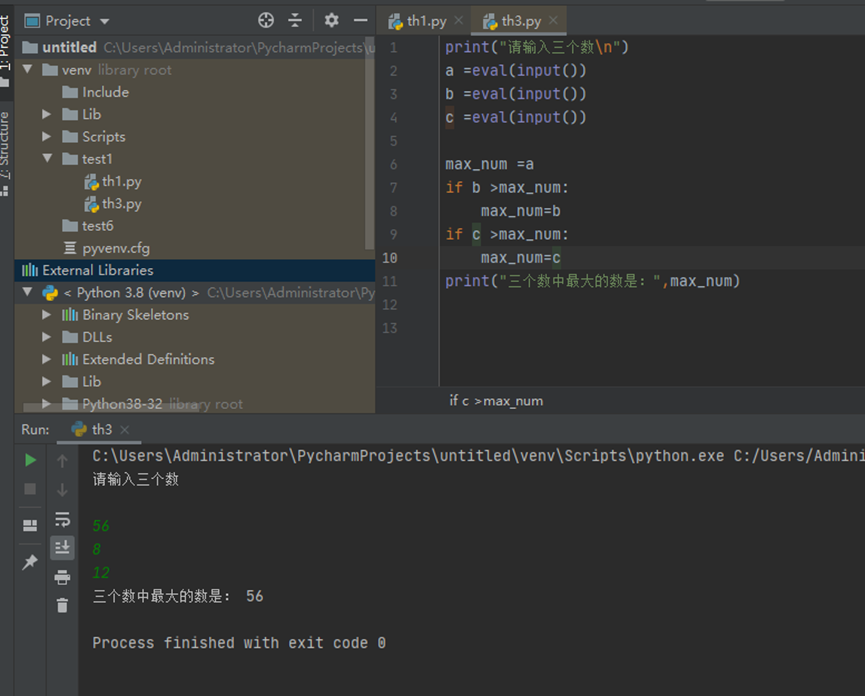 1: Project
7: Structure
Project
untitled C:\Users\Administrator\PycharmProjects\u
venv library root
Include
Lib
Scripts
test1
th1.py
th3.py
test6
pyvenv.cfg
External Libraries
< Python 3.8 (venv) > C:\Users\Administrator\Py
Binary Skeletons
DLLs
Extended Definitions
Lib
Python38-32 library root
th1.py
th3.py
1 print("请输入三个数\n")
2 a =eval(input())
3 b =eval(input())
4 c =eval(input())
5
6 max_num =a
7 if b >max_num:
8 max_num=b
9 if c >max_num:
10 max_num=c
11 print("三个数中最大的数是: ",max_num)
12
13
if c >max_num
Run: th3
C:\Users\Administrator\PycharmProjects\untitled\venv\Scripts\python.exe C:/Users/Admini
请输入三个数
56
8
12
三个数中最大的数是: 56
Process finished with exit code 0